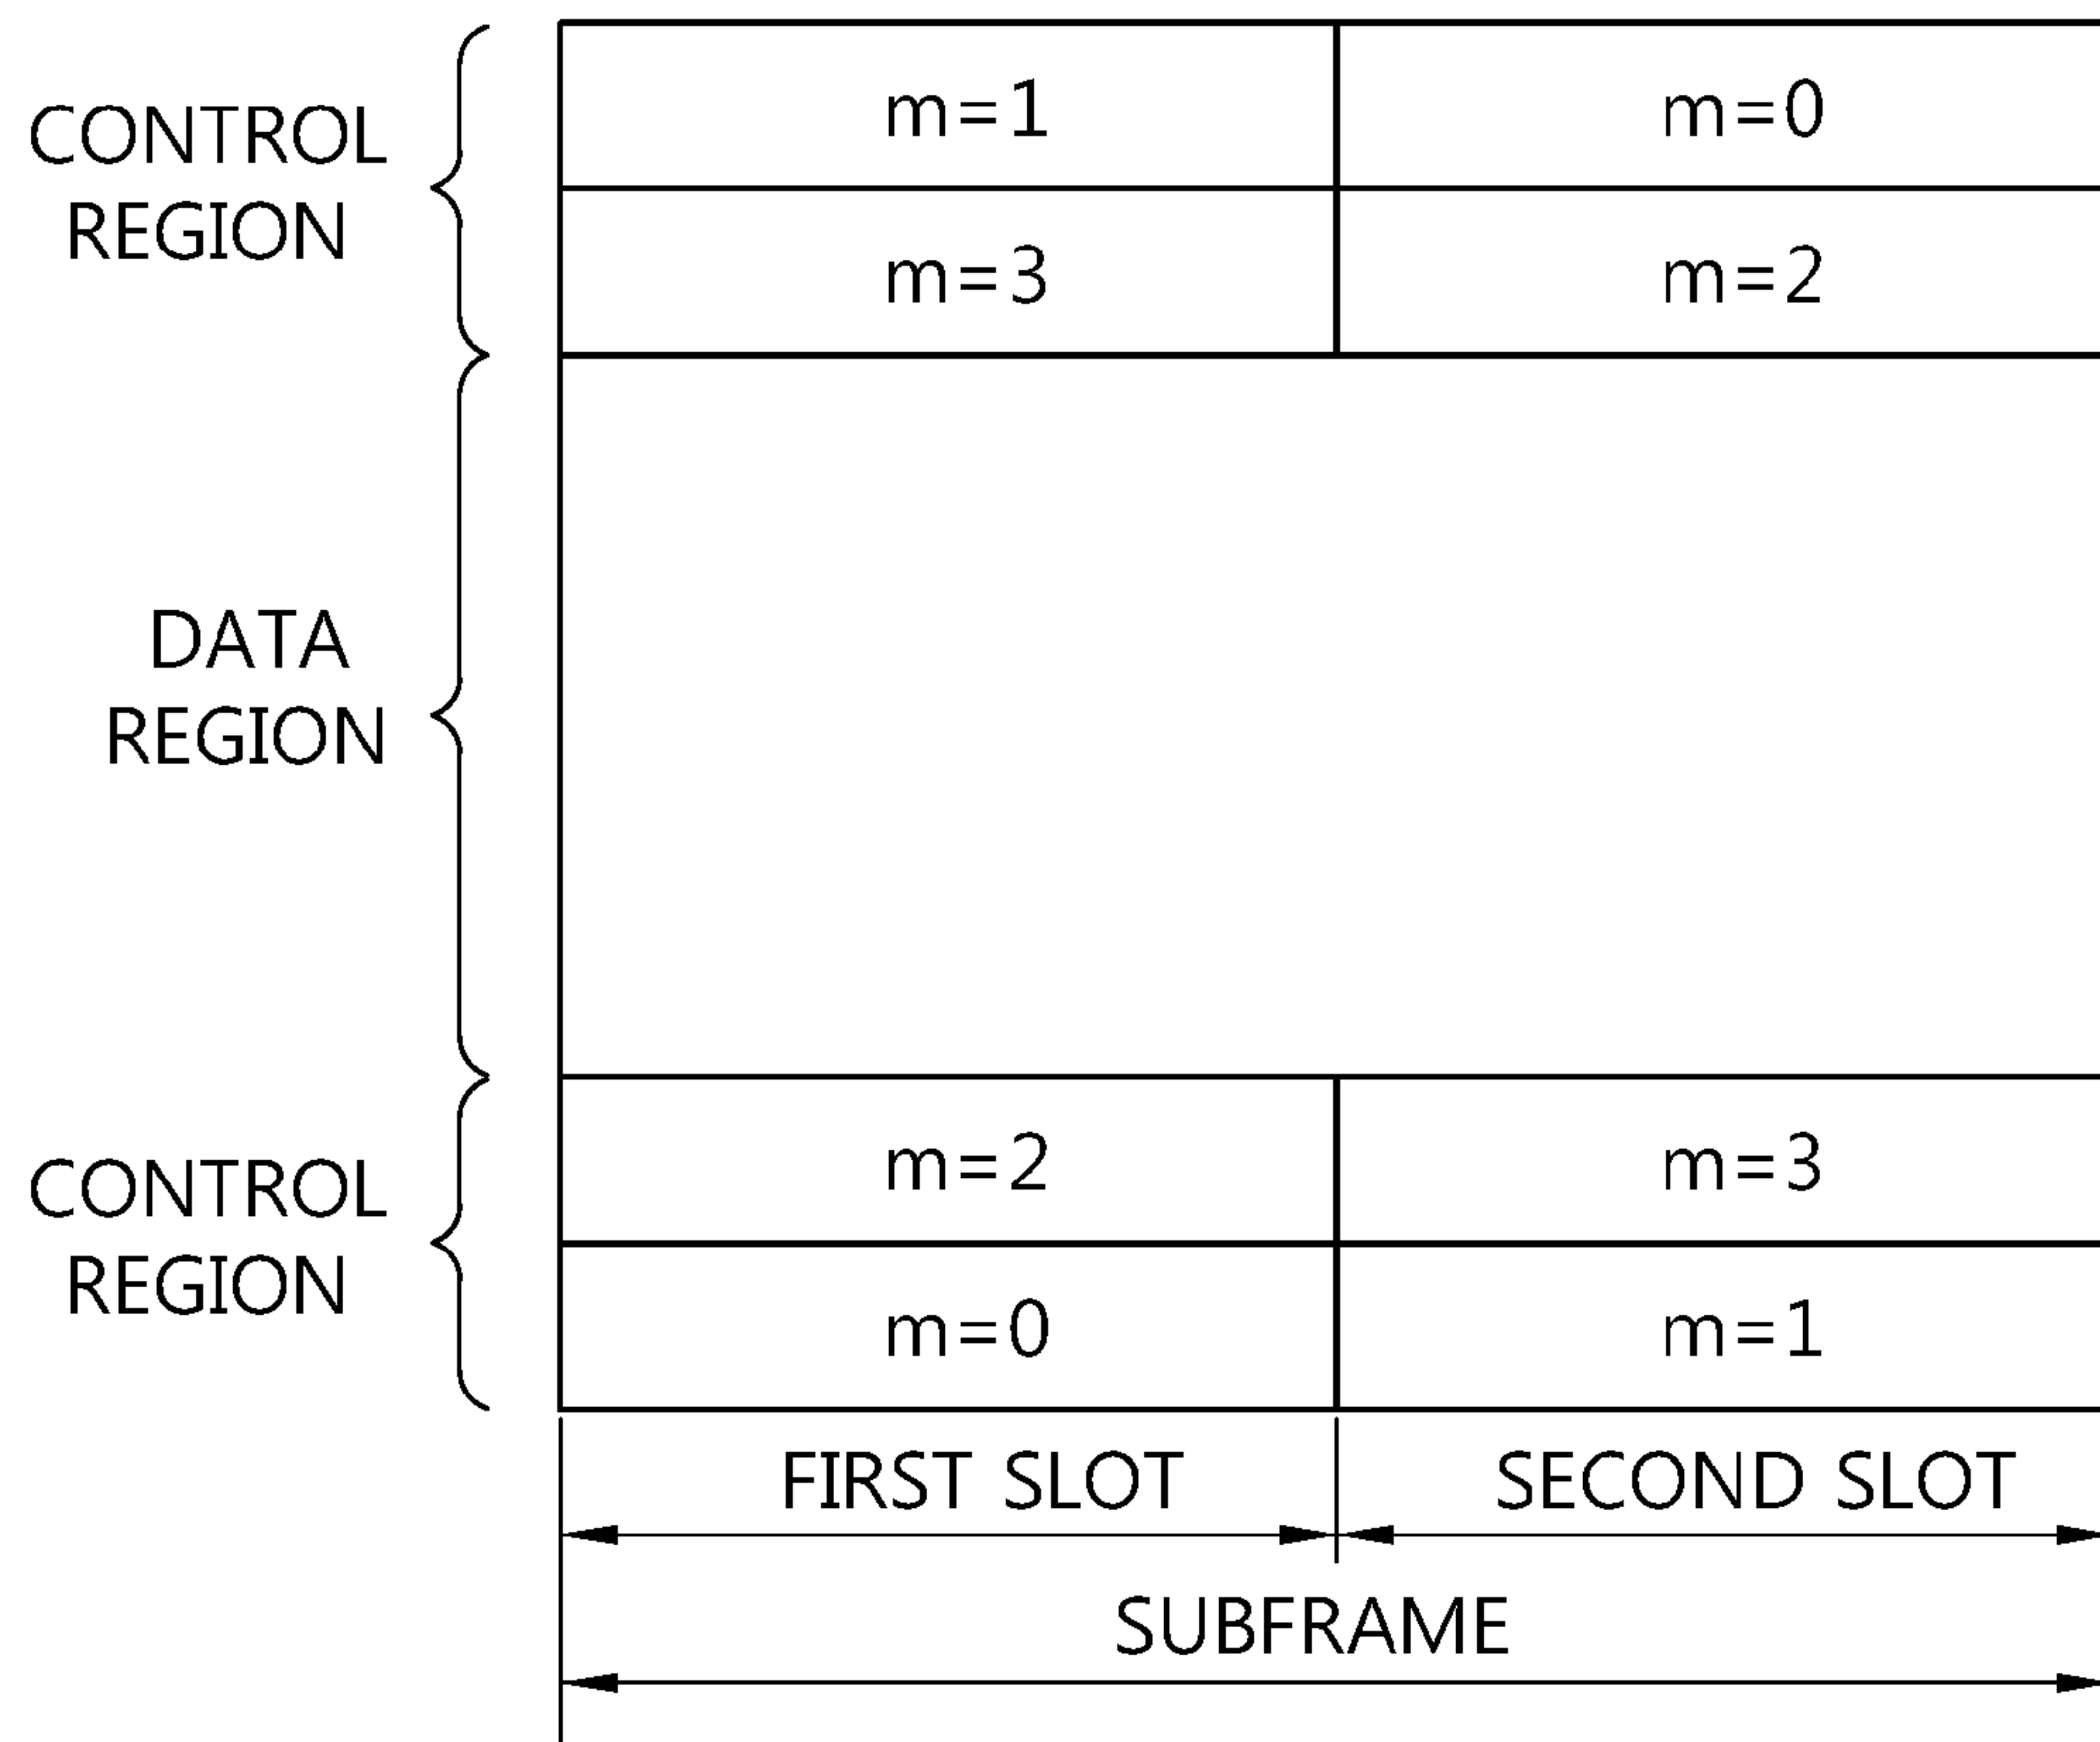 CONTROL
REGION
m=1
m=0
m=3
m=2
DATA
REGION
CONTROL
REGION
m=2
m=3
m=0
m=1
FIRST SLOT
SECOND SLOT
SUBFRAME